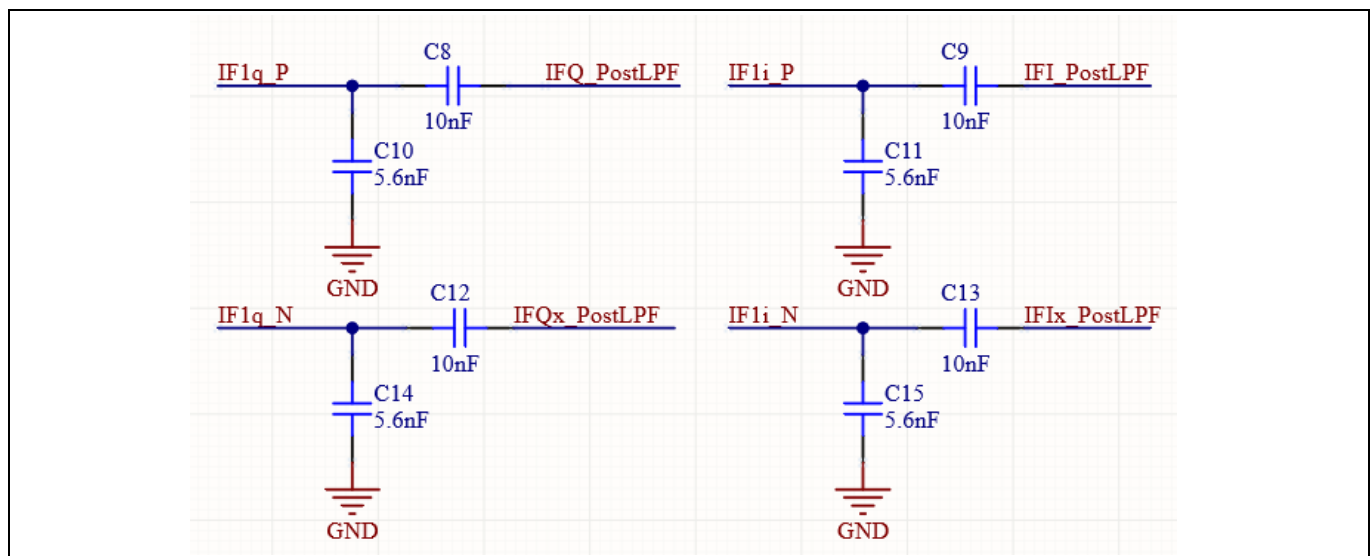 C8
IF1q_P
IFQ_PostLPF
10nF
C10
5.6nF
GND
C9
IF1i_P
IFI_PostLPF
10nF
C11
5.6nF
GND
C12
IF1q_N
IFQx_PostLPF
10nF
C14
5.6nF
GND
C13
IF1i_N
IFIx_PostLPF
10nF
C15
5.6nF
GND